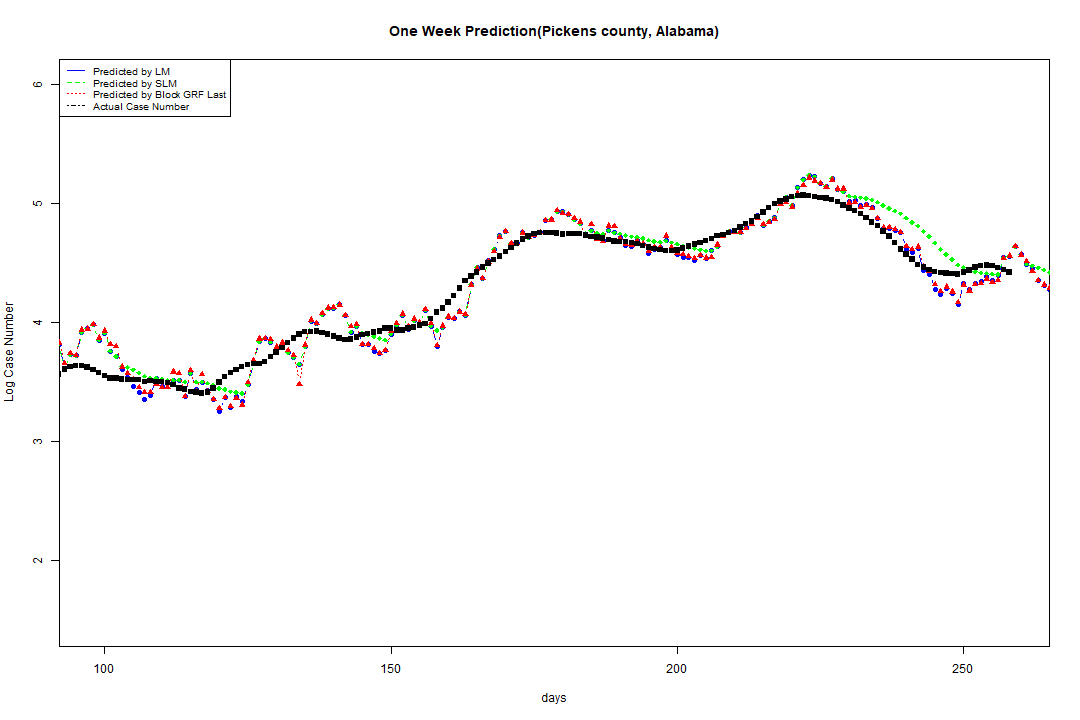 One Week Prediction(Pickens county, Alabama)
Predicted by LM
Predicted by SLM
Predicted by Block GRF Last
Actual Case Number
6
5
4
3
2
Log Case Number
100 150 200 250
days